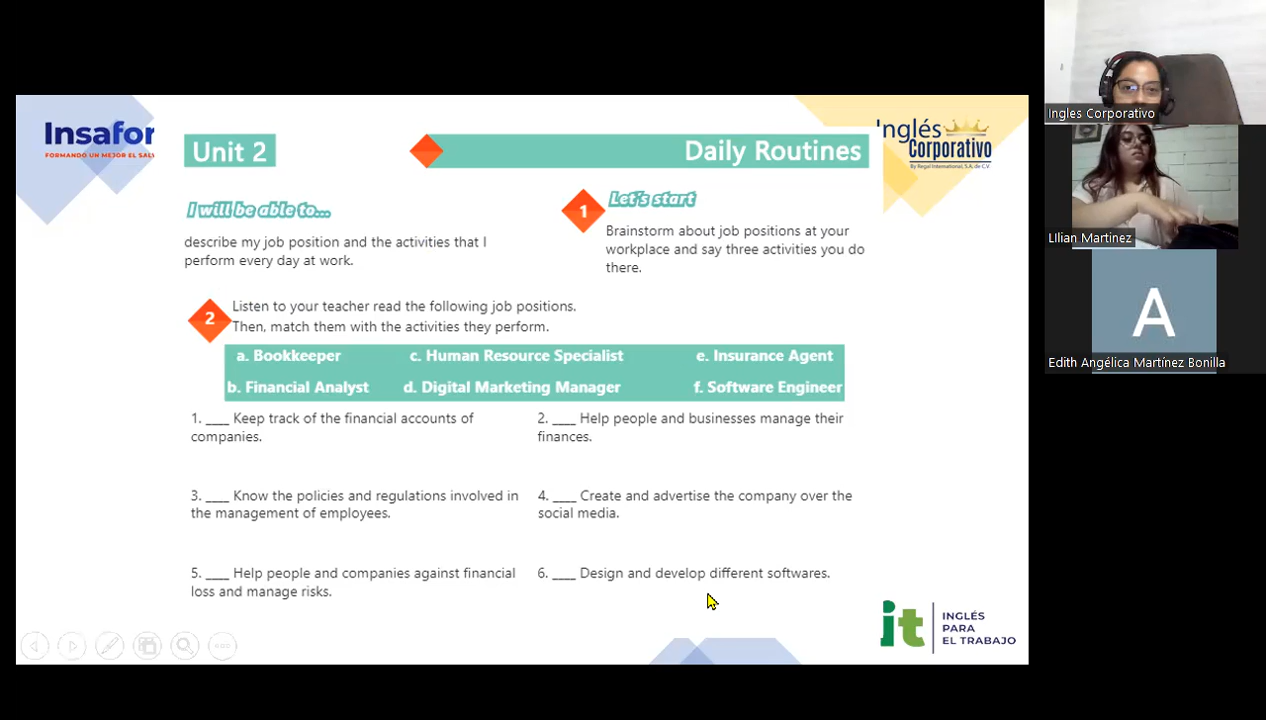 Insafor
FORMANDO UN MEJOR EL SALV
Unit 2
Daily Routines
Inglés
Corporativo
By Regal International, S.A. de C.V.
I will be able to...
describe my job position and the activities that I
perform every day at work.
1
Let's start
Brainstorm about job positions at your
workplace and say three activities you do
there.
2
Listen to your teacher read the following job positions.
Then, match them with the activities they perform.
a. Bookkeeper
c. Human Resource Specialist
e. Insurance Agent
b. Financial Analyst
d. Digital Marketing Manager
f. Software Engineer
1. ____ Keep track of the financial accounts of
companies.
2. ____ Help people and businesses manage their
finances.
3. ____ Know the policies and regulations involved in
the management of employees.
4. ____ Create and advertise the company over the
social media.
5. ____ Help people and companies against financial
loss and manage risks.
6. ____ Design and develop different softwares.
it
INGLÉS
PARA
EL TRABAJO
Ingles Corporativo
LIlian Martinez
A
Edith Angélica Martínez Bonilla